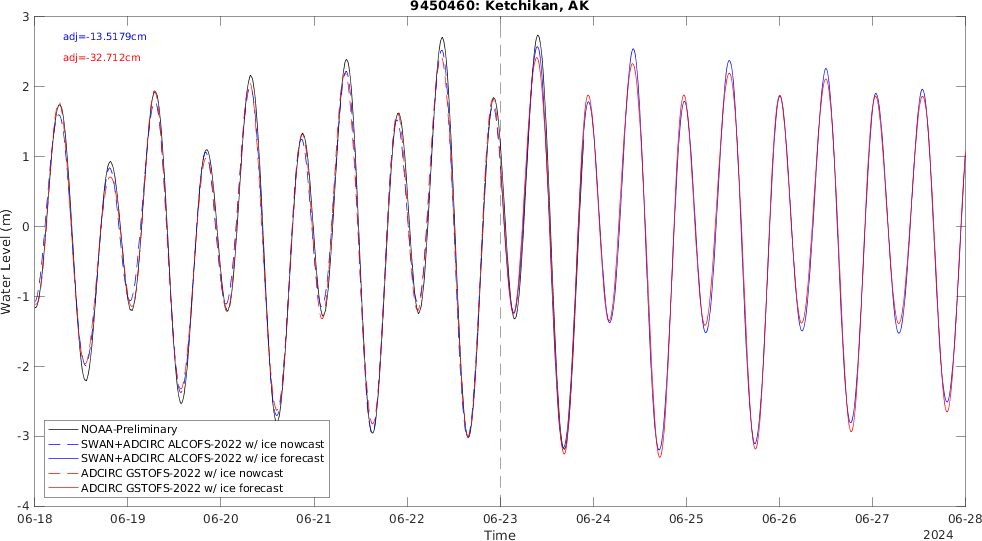 9450460: Ketchikan, AK
adj=-13.5179cm
adj=-32.712cm
Water Level (m)
3
2
1
0
-1
-2
-3
-4
NOAA-Preliminary
SWAN+ADCIRC ALCOFS-2022 w/ ice nowcast
SWAN+ADCIRC ALCOFS-2022 w/ ice forecast
ADCIRC GSTOFS-2022 w/ ice nowcast
ADCIRC GSTOFS-2022 w/ ice forecast
06-18 06-19 06-20 06-21 06-22 06-23 06-24 06-25 06-26 06-27 06-28
Time
2024